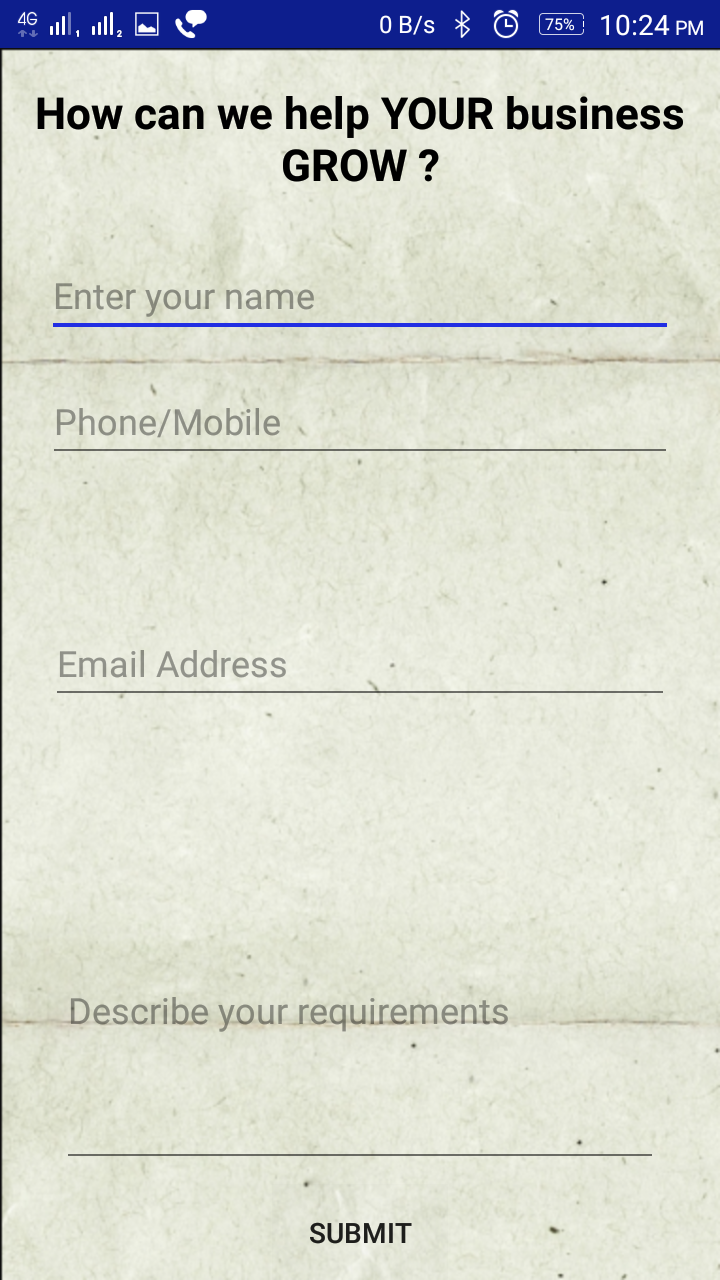 4G 1 2 0 B/s 75% 10:24 PM
How can we help YOUR business
GROW ?
Enter your name
Phone/Mobile
Email Address
Describe your requirements
SUBMIT